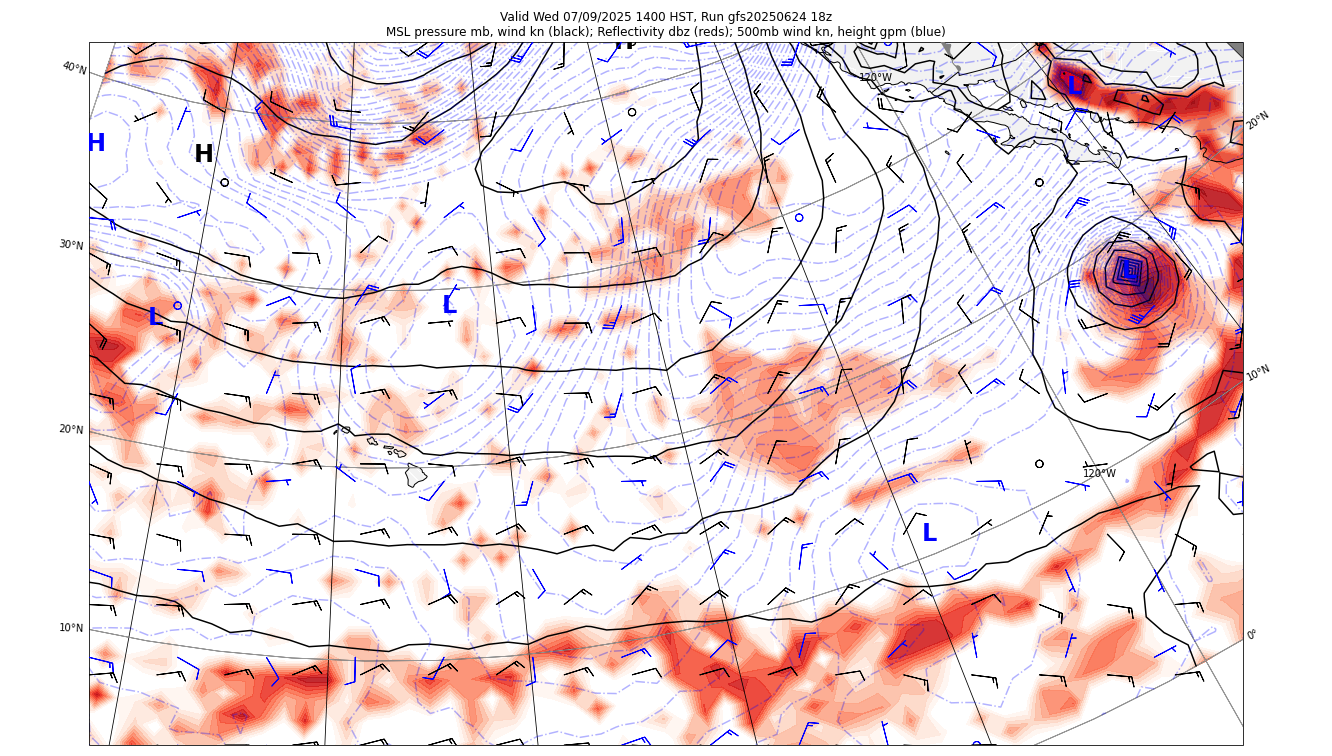 Valid Wed 07/09/2025 1400 HST, Run gfs20250624 18z
MSL pressure mb, wind kn (black); Reflectivity dbz (reds); 500mb wind kn, height gpm (blue)
H
40°N
120°W
L
20°N
H
H
30°N
L
L
L
10°N
20°N
120°W
L
10°N
0°